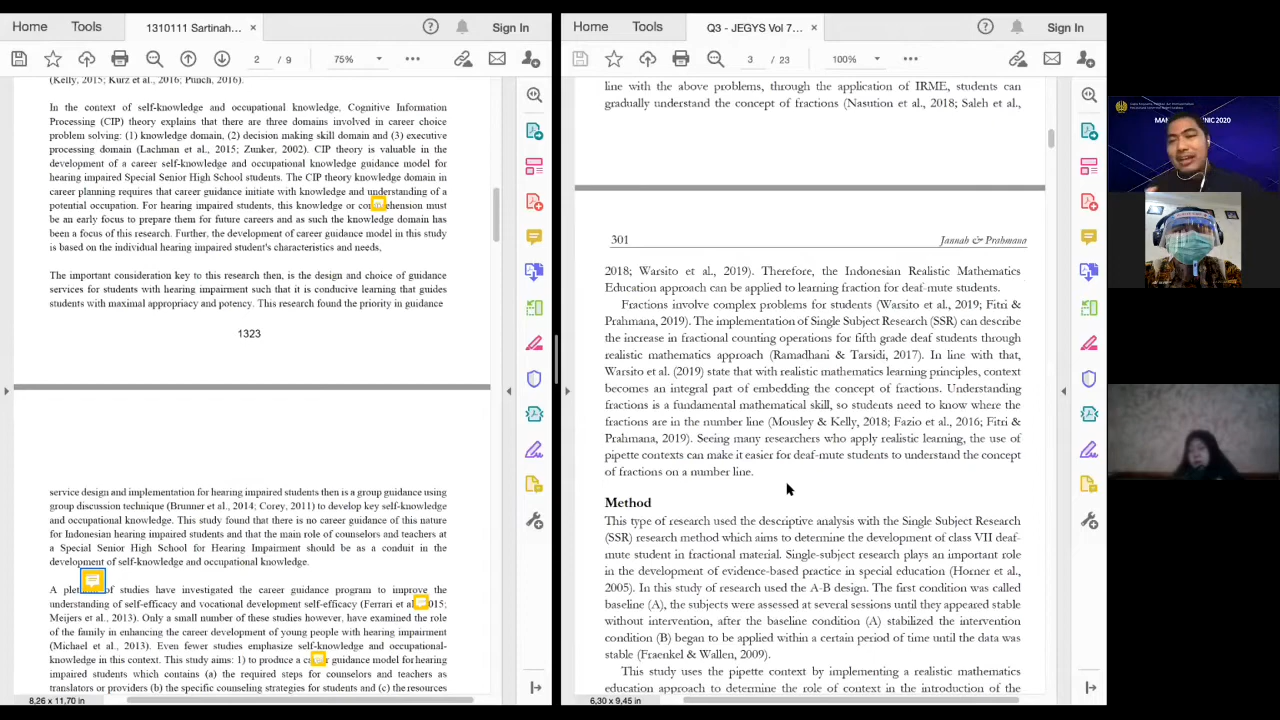 Home
Tools
1310111 Sartinah...
×
Sign In
2 / 9
75%
(Kelly, 2015; Kurz et al., 2016; Punch, 2016).
In the context of self-knowledge and occupational knowledge, Cognitive Information
Processing (CIP) theory explains that there are three domains involved in career choice
problem solving: (1) knowledge domain, (2) decision making skill domain and (3) executive
processing domain (Lachman et al., 2015; Zunker, 2002). CIP theory is valuable in the
development of a career self-knowledge and occupational knowledge guidance model for
hearing impaired Special Senior High School students. The CIP theory knowledge domain in
career planning requires that career guidance initiate with knowledge and understanding of a
potential occupation. For hearing impaired students, this knowledge or comprehension must
be an early focus to prepare them for future careers and as such the knowledge domain has
been a focus of this research. Further, the development of career guidance model in this study
is based on the individual hearing impaired student's characteristics and needs,
The important consideration key to this research then, is the design and choice of guidance
services for students with hearing impairment such that it is conducive learning that guides
students with maximal appropriacy and potency. This research found the priority in guidance
1323
service design and implementation for hearing impaired students then is a group guidance using
group discussion technique (Brunner et al., 2014; Corey, 2011) to develop key self-knowledge
and occupational knowledge. This study found that there is no career guidance of this nature
for Indonesian hearing impaired students and that the main role of counselors and teachers at
a Special Senior High School for Hearing Impairment should be as a conduit in the
development of self-knowledge and occupational knowledge.
A of studies have investigated the career guidance program to improve the
understanding of self-efficacy and vocational development self-efficacy (Ferrari et al 2015;
Meijers et al., 2013). Only a small number of these studies however, have examined the role
of the family in enhancing the career development of young people with hearing impairment
(Michael et al., 2013). Even fewer studies emphasize self-knowledge and occupational-
knowledge in this context. This study aims: 1) to produce a career guidance model for hearing
impaired students which contains (a) the required steps for counselors and teachers as
translators or providers (b) the specific counseling strategies for students and (c) the resources
8,26 x 11,70 in
Home
Tools
Q3 - JEGYS Vol 7...
×
Sign In
3 / 23
100%
line with the above problems, through the application of IRME, students can
gradually understand the concept of fractions (Nasution et al., 2018; Saleh et al.,
301
Jannah & Prahmana
2018; Warsito et al., 2019). Therefore, the Indonesian Realistic Mathematics
Education approach can be applied to learning fraction for deaf-mute students.
Fractions involve complex problems for students (Warsito et al., 2019; Fitri &
Prahmana, 2019). The implementation of Single Subject Research (SSR) can describe
the increase in fractional counting operations for fifth grade deaf students through
realistic mathematics approach (Ramadhani & Tarsidi, 2017). In line with that,
Warsito et al. (2019) state that with realistic mathematics learning principles, context
becomes an integral part of embedding the concept of fractions. Understanding
fractions is a fundamental mathematical skill, so students need to know where the
fractions are in the number line (Mousley & Kelly, 2018; Fazio et al., 2016; Fitri &
Prahmana, 2019). Seeing many researchers who apply realistic learning, the use of
pipette contexts can make it easier for deaf-mute students to understand the concept
of fractions on a number line.
Method
This type of research used the descriptive analysis with the Single Subject Research
(SSR) research method which aims to determine the development of class VII deaf-
mute student in fractional material. Single-subject research plays an important role
in the development of evidence-based practice in special education (Horner et al.,
2005). In this study of research used the A-B design. The first condition was called
baseline (A), the subjects were assessed at several sessions until they appeared stable
without intervention, after the baseline condition (A) stabilized the intervention
condition (B) began to be applied within a certain period of time until the data was
stable (Fraenkel & Wallen, 2009).
This study uses the pipette context by implementing a realistic mathematics
education approach to determine the role of context in the introduction of the
6,30 x 9,45 in